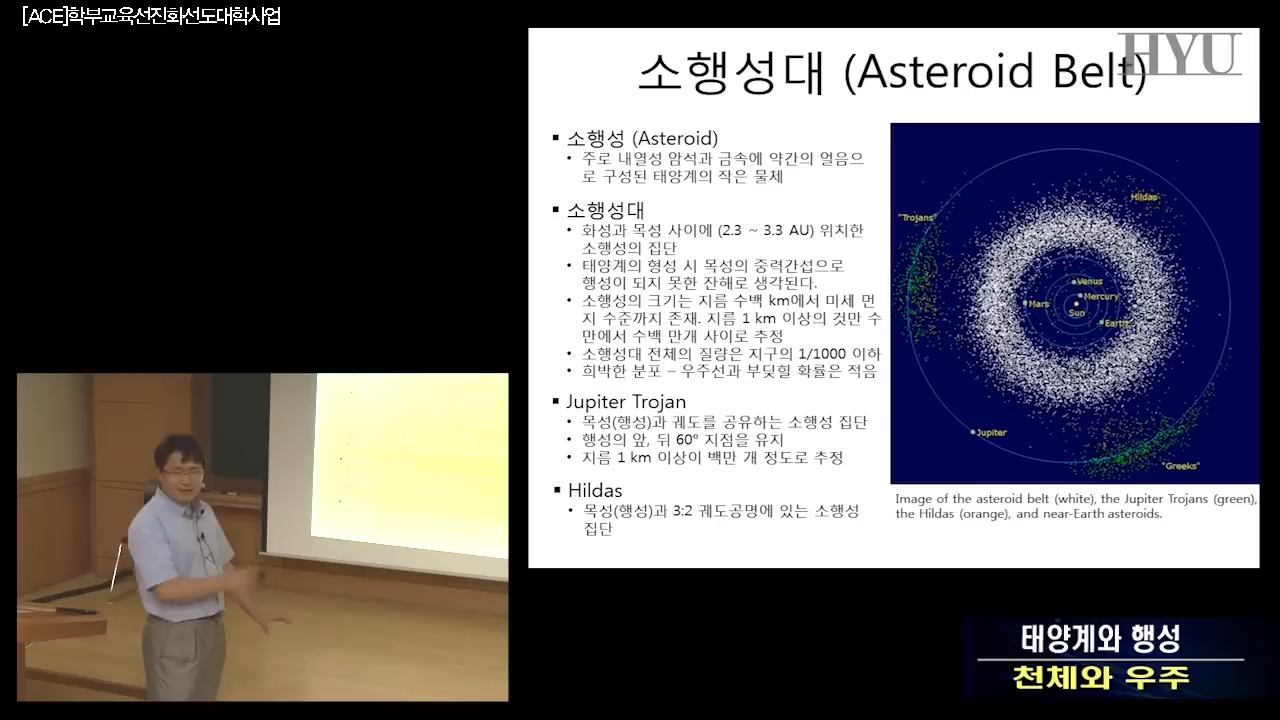 [ACE]학부교육선진화선도대학사업
HYU
소행성대 (Asteroid Belt)
▪ 소행성 (Asteroid)
• 주로 내열성 암석과 금속에 약간의 얼음으
로 구성된 태양계의 작은 물체
▪ 소행성대
• 화성과 목성 사이에 (2.3 ~ 3.3 AU) 위치한
소행성의 집단
• 태양계의 형성 시 목성의 중력간섭으로
행성이 되지 못한 잔해로 생각된다.
• 소행성의 크기는 지름 수백 km에서 미세 먼
지 수준까지 존재. 지름 1 km 이상의 것만 수
만에서 수백 만개 사이로 추정
• 소행성대 전체의 질량은 지구의 1/1000 이하
• 희박한 분포 – 우주선과 부딪힐 확률은 적음
▪ Jupiter Trojan
• 목성(행성)과 궤도를 공유하는 소행성 집단
• 행성의 앞, 뒤 60° 지점을 유지
• 지름 1 km 이상이 백만 개 정도로 추정
▪ Hildas
• 목성(행성)과 3:2 궤도공명에 있는 소행성
집단
Hildas
"Trojans"
Venus
Mercury
Mars
Sun
Earth
Jupiter
"Greeks"
Image of the asteroid belt (white), the Jupiter Trojans (green),
the Hildas (orange), and near-Earth asteroids.
태양계와 행성
천체와 우주